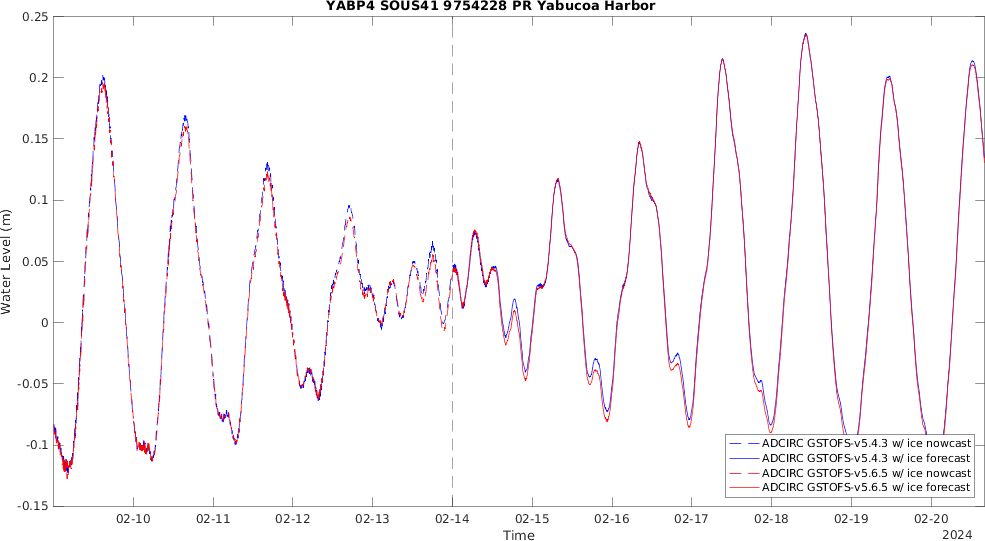 YABP4 SOUS41 9754228 PR Yabucoa Harbor
0.25
0.2
0.15
0.1
0.05
0
-0.05
-0.1
-0.15
Water Level (m)
02-10 02-11 02-12 02-13 02-14 02-15 02-16 02-17 02-18 02-19 02-20
Time
2024
ADCIRC GSTOFS-v5.4.3 w/ ice nowcast
ADCIRC GSTOFS-v5.4.3 w/ ice forecast
ADCIRC GSTOFS-v5.6.5 w/ ice nowcast
ADCIRC GSTOFS-v5.6.5 w/ ice forecast